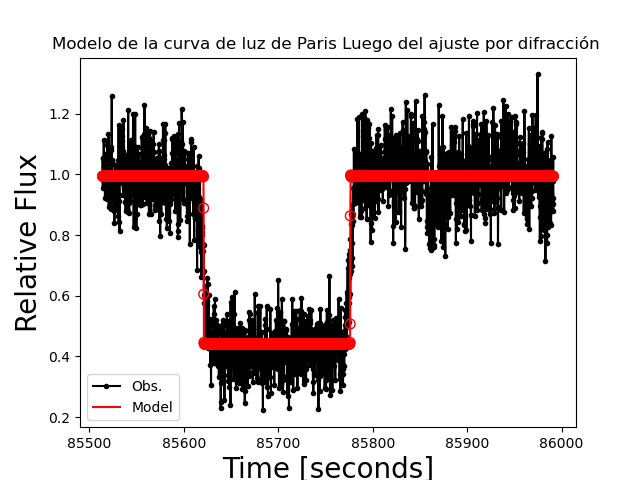 Modelo de la curva de luz de Paris Luego del ajuste por difracción
1.2
1.0
0.8
0.6
0.4
0.2
Relative Flux
Obs.
Model
85500 85600 85700 85800 85900 86000
Time [seconds]